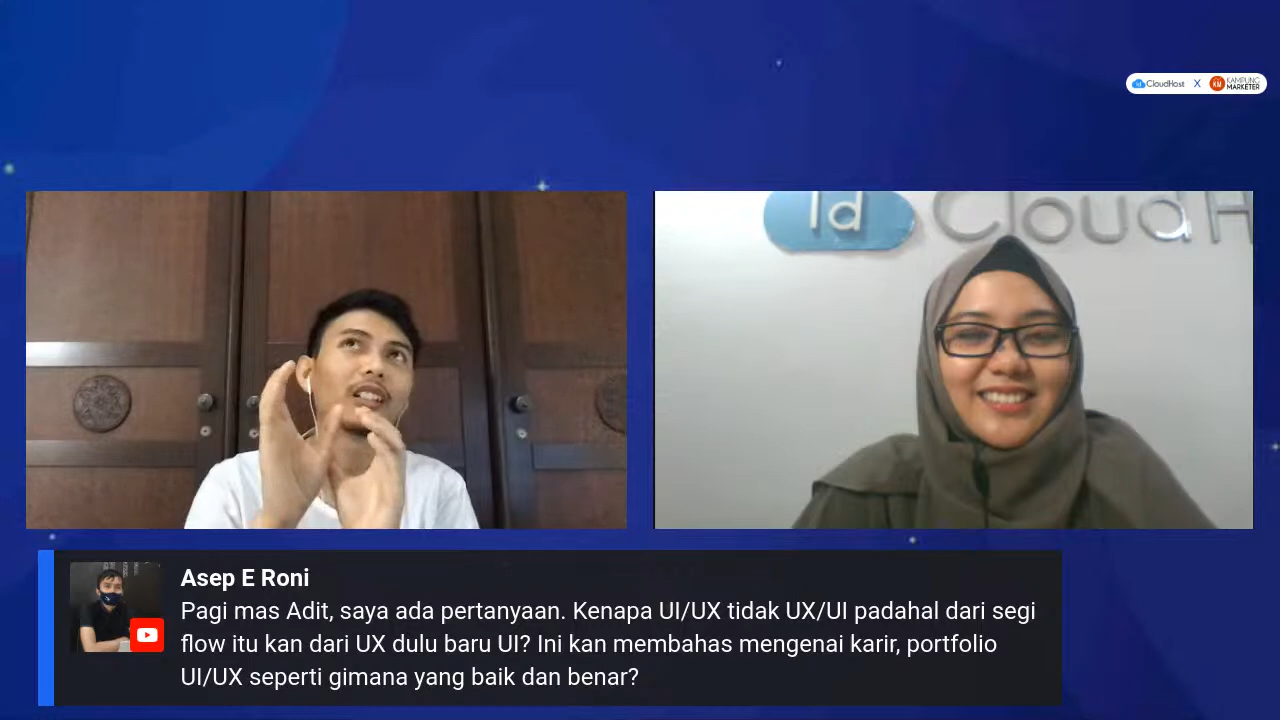 CloudHost X KAMPUNG
MARKETER
Id CloudH
Asep E Roni
Pagi mas Adit, saya ada pertanyaan. Kenapa UI/UX tidak UX/UI padahal dari segi
flow itu kan dari UX dulu baru UI? Ini kan membahas mengenai karir, portfolio
UI/UX seperti gimana yang baik dan benar?